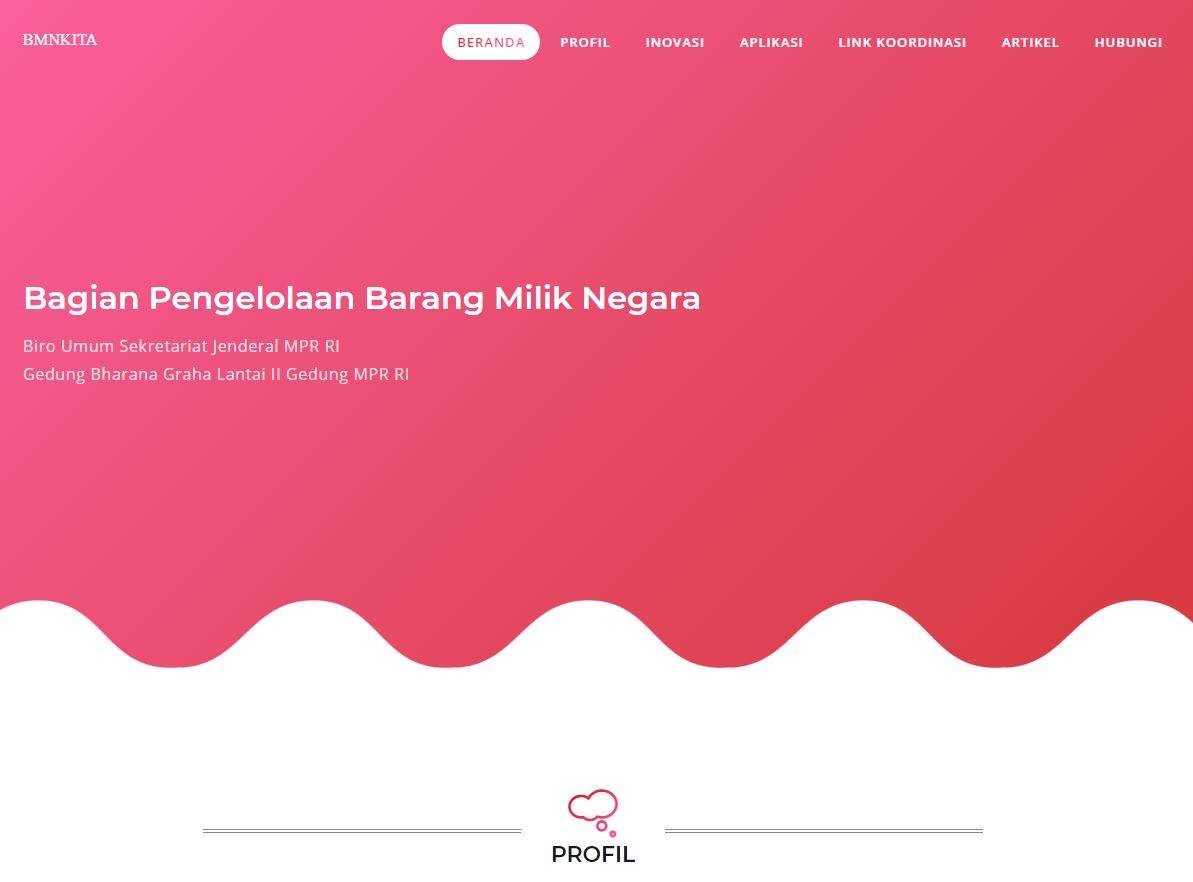 BMNKITA
BERANDA PROFIL INOVASI APLIKASI LINK KOORDINASI ARTIKEL HUBUNGI
Bagian Pengelolaan Barang Milik Negara
Biro Umum Sekretariat Jenderal MPR RI
Gedung Bharana Graha Lantai II Gedung MPR RI
PROFIL